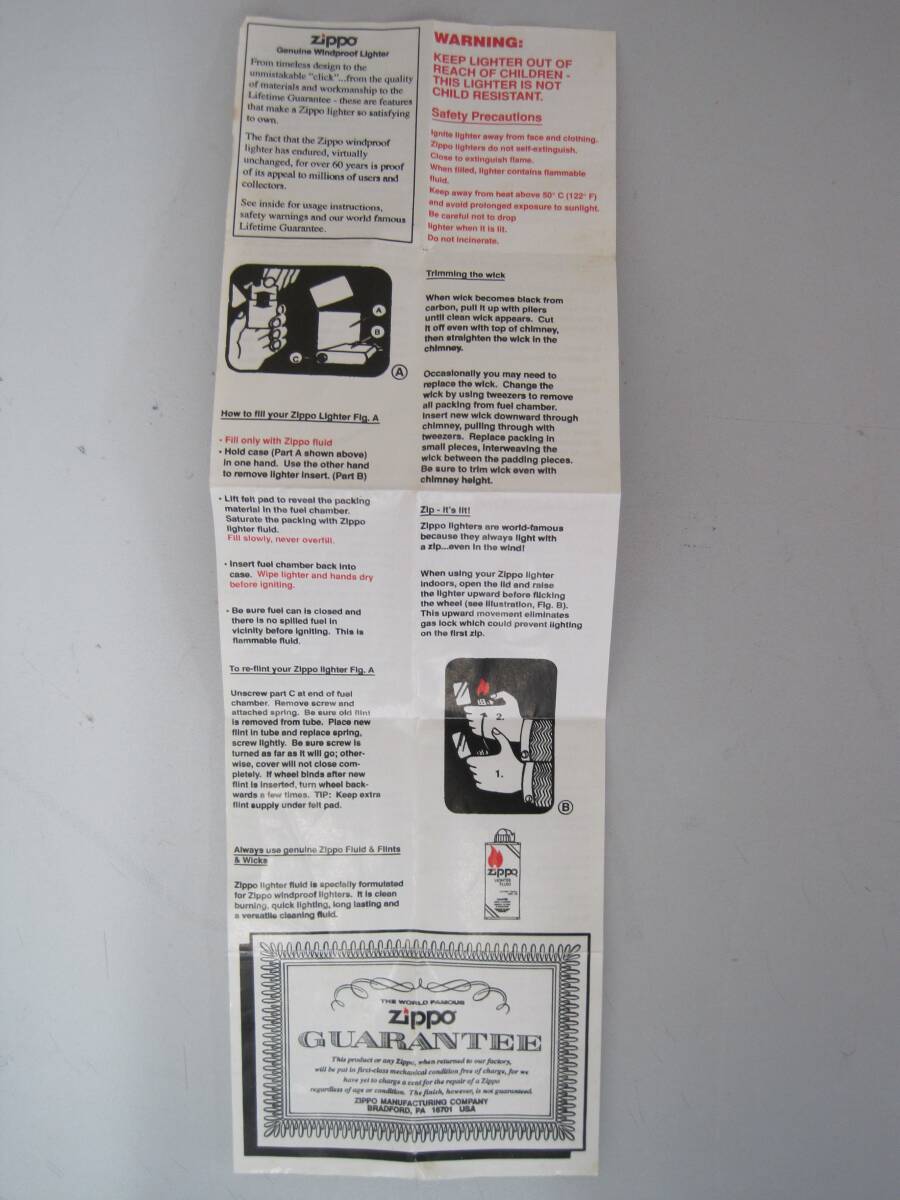 zippo
Genuine Windproof Lighter
From timeless design to the
unmistakable "click"...from the quality
of materials and workmanship to the
Lifetime Guarantee - these are features
that make a Zippo lighter so satisfying
to own.
The fact that the Zippo windproof
lighter has endured, virtually
unchanged, for over 60 years is proof
of its appeal to millions of users and
collectors.
See inside for usage instructions,
safety warnings and our world famous
Lifetime Guarantee.
WARNING:
KEEP LIGHTER OUT OF
REACH OF CHILDREN -
THIS LIGHTER IS NOT
CHILD RESISTANT.
Safety Precautions
Ignite lighter away from face and clothing.
Zippo lighters do not self-extinguish.
Close to extinguish flame.
When filled, lighter contains flammable
fluid.
Keep away from heat above 50° C (122° F)
and avoid prolonged exposure to sunlight.
Be careful not to drop
lighter when it is lit.
Do not incinerate.
A
B
C
A
How to fill your Zippo Lighter Fig. A
• Fill only with Zippo fluid
• Hold case (Part A shown above)
in one hand. Use the other hand
to remove lighter insert. (Part B)
• Lift felt pad to reveal the packing
material in the fuel chamber.
Saturate the packing with Zippo
lighter fluid.
Fill slowly, never overfill.
• Insert fuel chamber back into
case. Wipe lighter and hands dry
before igniting.
• Be sure fuel can is closed and
there is no spilled fuel in
vicinity before igniting. This is
flammable fluid.
To re-flint your Zippo lighter Fig. A
Unscrew part C at end of fuel
chamber. Remove screw and
attached spring. Be sure old flint
is removed from tube. Place new
flint in tube and replace spring,
screw lightly. Be sure screw is
turned as far as it will go; other-
wise, cover will not close com-
pletely. If wheel binds after new
flint is inserted, turn wheel back-
wards a few times. TIP: Keep extra
flint supply under felt pad.
Always use genuine Zippo Fluid & Flints
& Wicks
Zippo lighter fluid is specially formulated
for Zippo windproof lighters. It is clean
burning, quick lighting, long lasting and
a versatile cleaning fluid.
Trimming the wick
When wick becomes black from
carbon, pull it up with pliers
until clean wick appears. Cut
it off even with top of chimney,
then straighten the wick in the
chimney.
Occasionally you may need to
replace the wick. Change the
wick by using tweezers to remove
all packing from fuel chamber.
Insert new wick downward through
chimney, pulling through with
tweezers. Replace packing in
small pieces, interweaving the
wick between the padding pieces.
Be sure to trim wick even with
chimney height.
Zip - it's lit!
Zippo lighters are world-famous
because they always light with
a zip...even in the wind!
When using your Zippo lighter
indoors, open the lid and raise
the lighter upward before flicking
the wheel (see illustration, Fig. B).
This upward movement eliminates
gas lock which could prevent lighting
on the first zip.
2.
1.
B
zippo
LIGHTER
FLUID
THE WORLD FAMOUS
zippo
GUARANTEE
This product or any Zippo, when returned to our factory,
will be put in first-class mechanical condition free of charge, for we
have yet to charge a cent for the repair of a Zippo
regardless of age or condition. The finish, however, is not guaranteed.
ZIPPO MANUFACTURING COMPANY
BRADFORD, PA 16701 USA